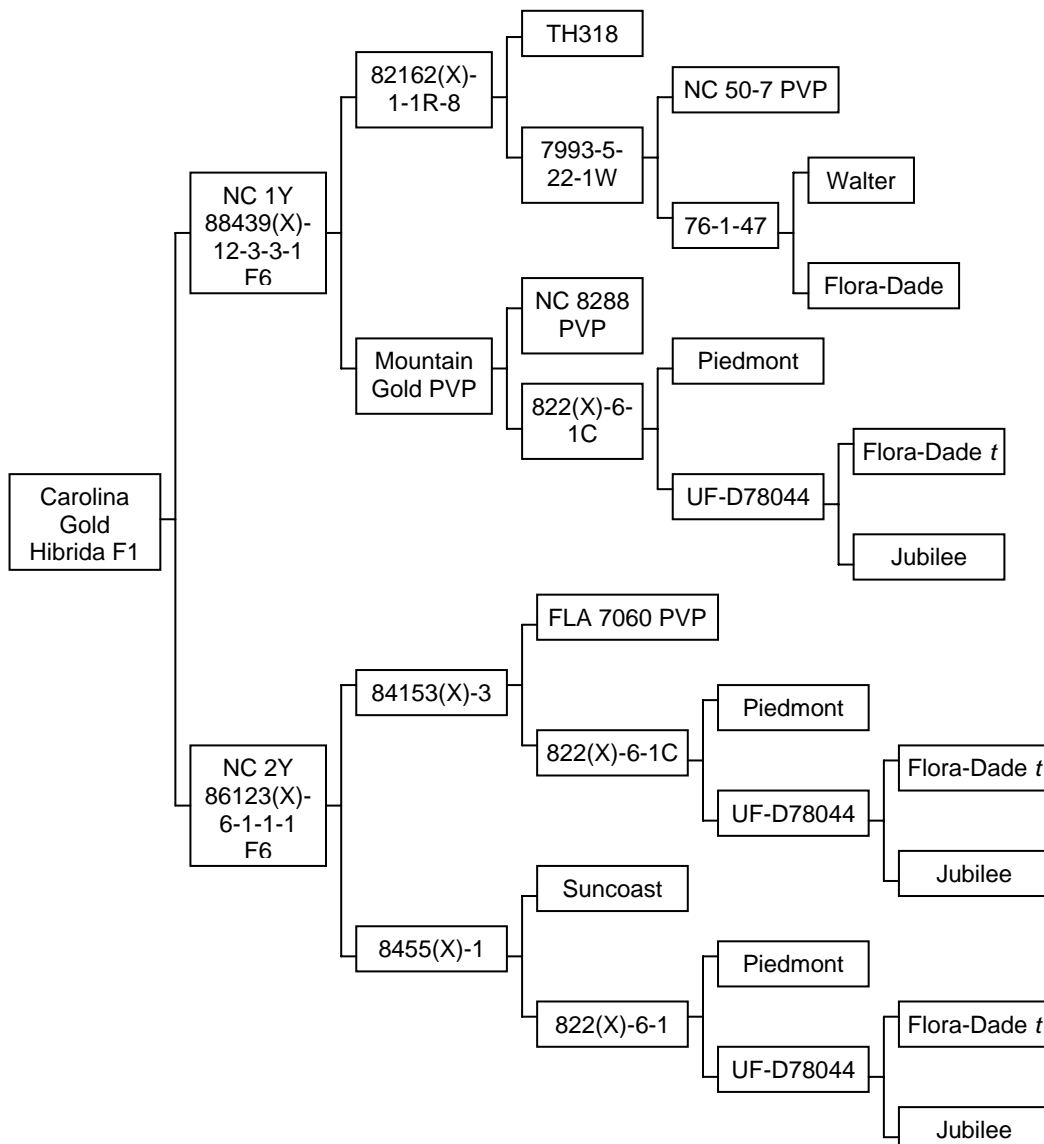 TH318
82162(X)-
1-1R-8
NC 50-7 PVP
7993-5-
22-1W
Walter
NC 1Y
88439(X)-
12-3-3-1
F6
76-1-47
Flora-Dade
NC 8288
PVP
Mountain
Gold PVP
Piedmont
822(X)-6-
1C
Flora-Dade t
UF-D78044
Carolina
Gold
Hibrida F1
Jubilee
FLA 7060 PVP
84153(X)-3
Piedmont
822(X)-6-1C
Flora-Dade t
NC 2Y
86123(X)-
6-1-1-1
F6
UF-D78044
Jubilee
Suncoast
8455(X)-1
Piedmont
822(X)-6-1
Flora-Dade t
UF-D78044
Jubilee